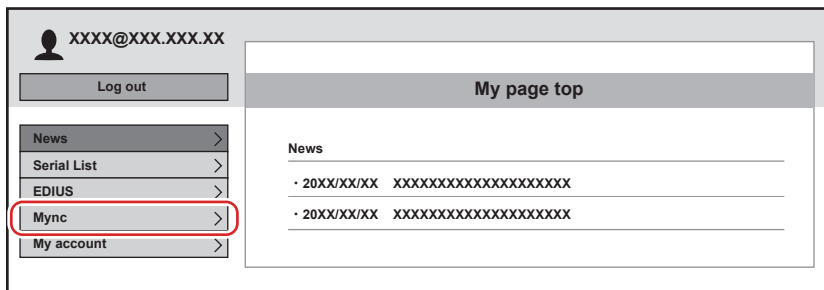 XXXX@XXX.XXX.XX
Log out
News
Serial List
EDIUS
Mync
My account
My page top
News
・20XX/XX/XX XXXXXXXXXXXXXXXXXXXX
・20XX/XX/XX XXXXXXXXXXXXXXXXXXXX